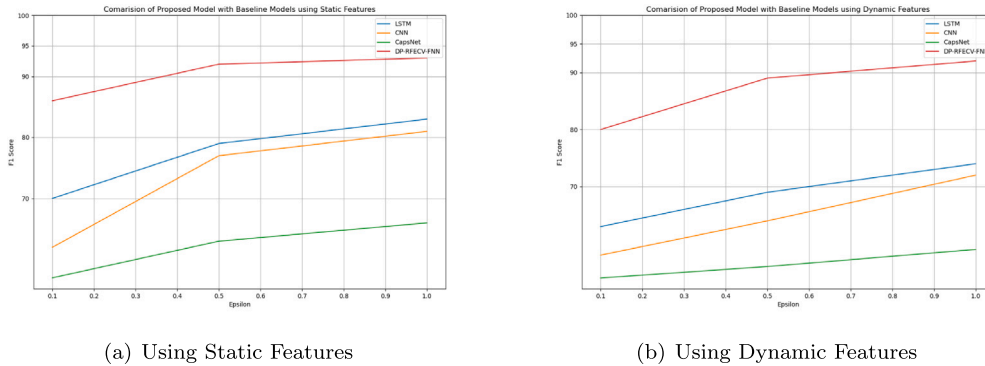 Comarision of Proposed Model with Baseline Models using Static Features
100
95
90
80
70
F1 Score
LSTM
CNN
CapsNet
DP-RFECV-FNN
0.1 0.2 0.3 0.4 0.5 0.6 0.7 0.8 0.9 1.0
Epsilon
(a) Using Static Features
Comarision of Proposed Model with Baseline Models using Dynamic Features
100
95
90
80
70
F1 Score
LSTM
CNN
CapsNet
DP-RFECV-FNN
0.1 0.2 0.3 0.4 0.5 0.6 0.7 0.8 0.9 1.0
Epsilon
(b) Using Dynamic Features